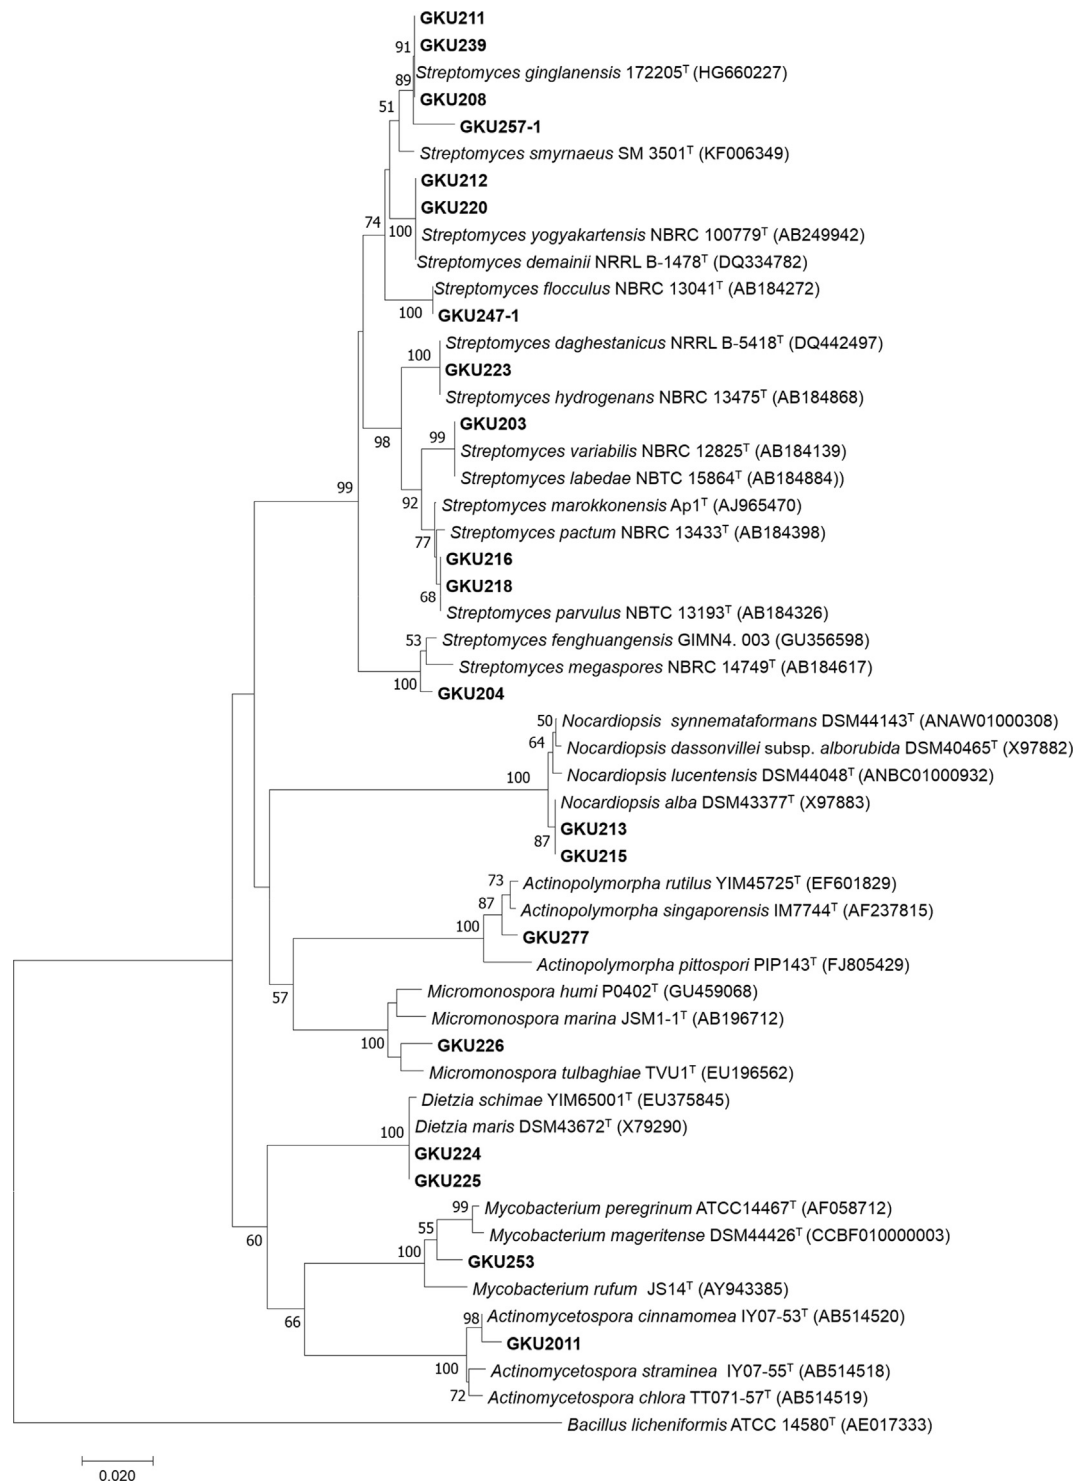 GKU211
91
GKU239
Streptomyces ginglanensis 172205ᵀ (HG660227)
89
GKU208
51
GKU257-1
Streptomyces smyrnaeus SM 3501ᵀ (KF006349)
GKU212
GKU220
74
100
Streptomyces yogyakartensis NBRC 100779ᵀ (AB249942)
Streptomyces demainii NRRL B-1478ᵀ (DQ334782)
Streptomyces flocculus NBRC 13041ᵀ (AB184272)
100
GKU247-1
Streptomyces daghestanicus NRRL B-5418ᵀ (DQ442497)
100
GKU223
Streptomyces hydrogenans NBRC 13475ᵀ (AB184868)
GKU203
98
99
Streptomyces variabilis NBRC 12825ᵀ (AB184139)
Streptomyces labedae NBTC 15864ᵀ (AB184884))
99
92
Streptomyces marokkonensis Ap1ᵀ (AJ965470)
Streptomyces pactum NBRC 13433ᵀ (AB184398)
77
GKU216
GKU218
68
Streptomyces parvulus NBTC 13193ᵀ (AB184326)
53
Streptomyces fenghuangensis GIMN4. 003 (GU356598)
Streptomyces megaspores NBRC 14749ᵀ (AB184617)
100
GKU204
50
Nocardiopsis synnemataformans DSM44143ᵀ (ANAW01000308)
64
Nocardiopsis dassonvillei subsp. alborubida DSM40465ᵀ (X97882)
100
Nocardiopsis lucentensis DSM44048ᵀ (ANBC01000932)
Nocardiopsis alba DSM43377ᵀ (X97883)
GKU213
87
GKU215
73
Actinopolymorpha rutilus YIM45725ᵀ (EF601829)
87
Actinopolymorpha singaporensis IM7744ᵀ (AF237815)
100
GKU277
Actinopolymorpha pittospori PIP143ᵀ (FJ805429)
57
Micromonospora humi P0402ᵀ (GU459068)
Micromonospora marina JSM1-1ᵀ (AB196712)
100
GKU226
Micromonospora tulbaghiae TVU1ᵀ (EU196562)
Dietzia schimae YIM65001ᵀ (EU375845)
100
Dietzia maris DSM43672ᵀ (X79290)
GKU224
GKU225
99
Mycobacterium peregrinum ATCC14467ᵀ (AF058712)
55
Mycobacterium mageritense DSM44426ᵀ (CCBF010000003)
60
100
GKU253
Mycobacterium rufum JS14ᵀ (AY943385)
66
98
Actinomycetospora cinnamomea IY07-53ᵀ (AB514520)
GKU2011
100
Actinomycetospora straminea IY07-55ᵀ (AB514518)
72
Actinomycetospora chlora TT071-57ᵀ (AB514519)
Bacillus licheniformis ATCC 14580ᵀ (AE017333)
0.020